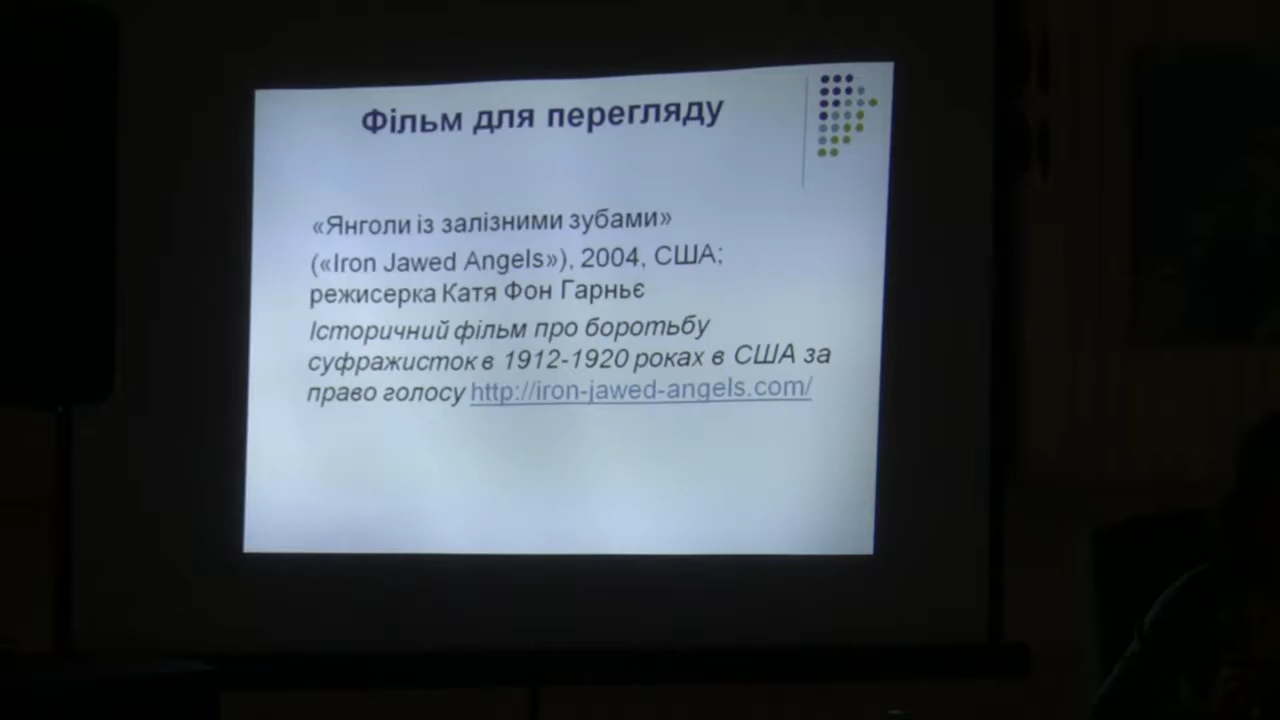 Фільм для перегляду
«Янголи із залізними зубами»
(«Iron Jawed Angels»), 2004, США;
режисерка Катя Фон Гарньє
Історичний фільм про боротьбу
суфражисток в 1912-1920 роках в США за
право голосу http://iron-jawed-angels.com/